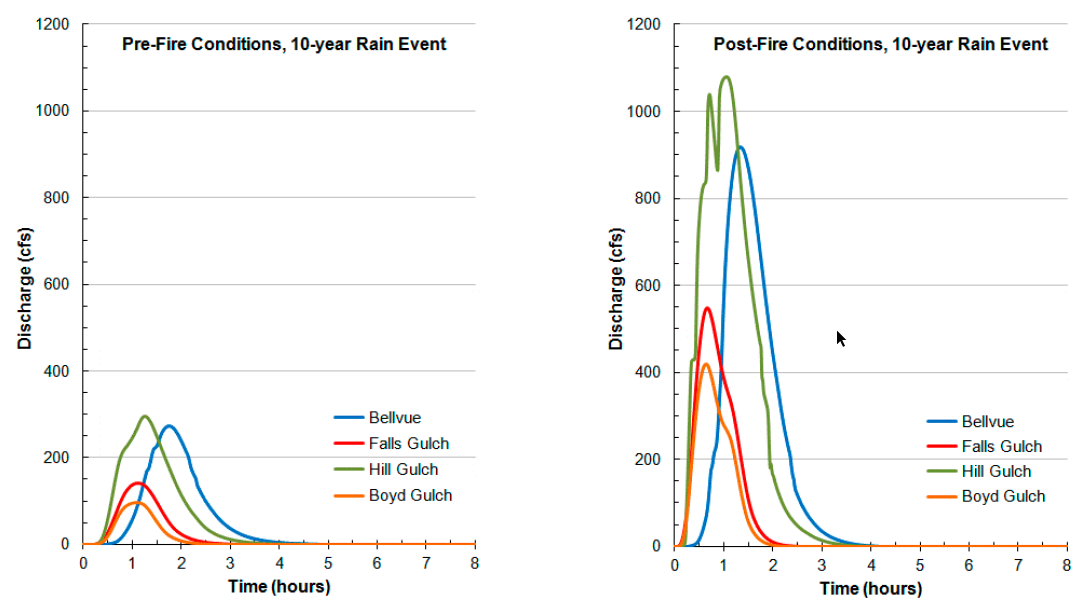 Pre-Fire Conditions, 10-year Rain Event
1200
1000
800
600
400
200
0
Discharge (cfs)
0 1 2 3 4 5 6 7 8
Time (hours)
Bellvue
Falls Gulch
Hill Gulch
Boyd Gulch
Post-Fire Conditions, 10-year Rain Event
1200
1000
800
600
400
200
0
Discharge (cfs)
0 1 2 3 4 5 6 7 8
Time (hours)
Bellvue
Falls Gulch
Hill Gulch
Boyd Gulch